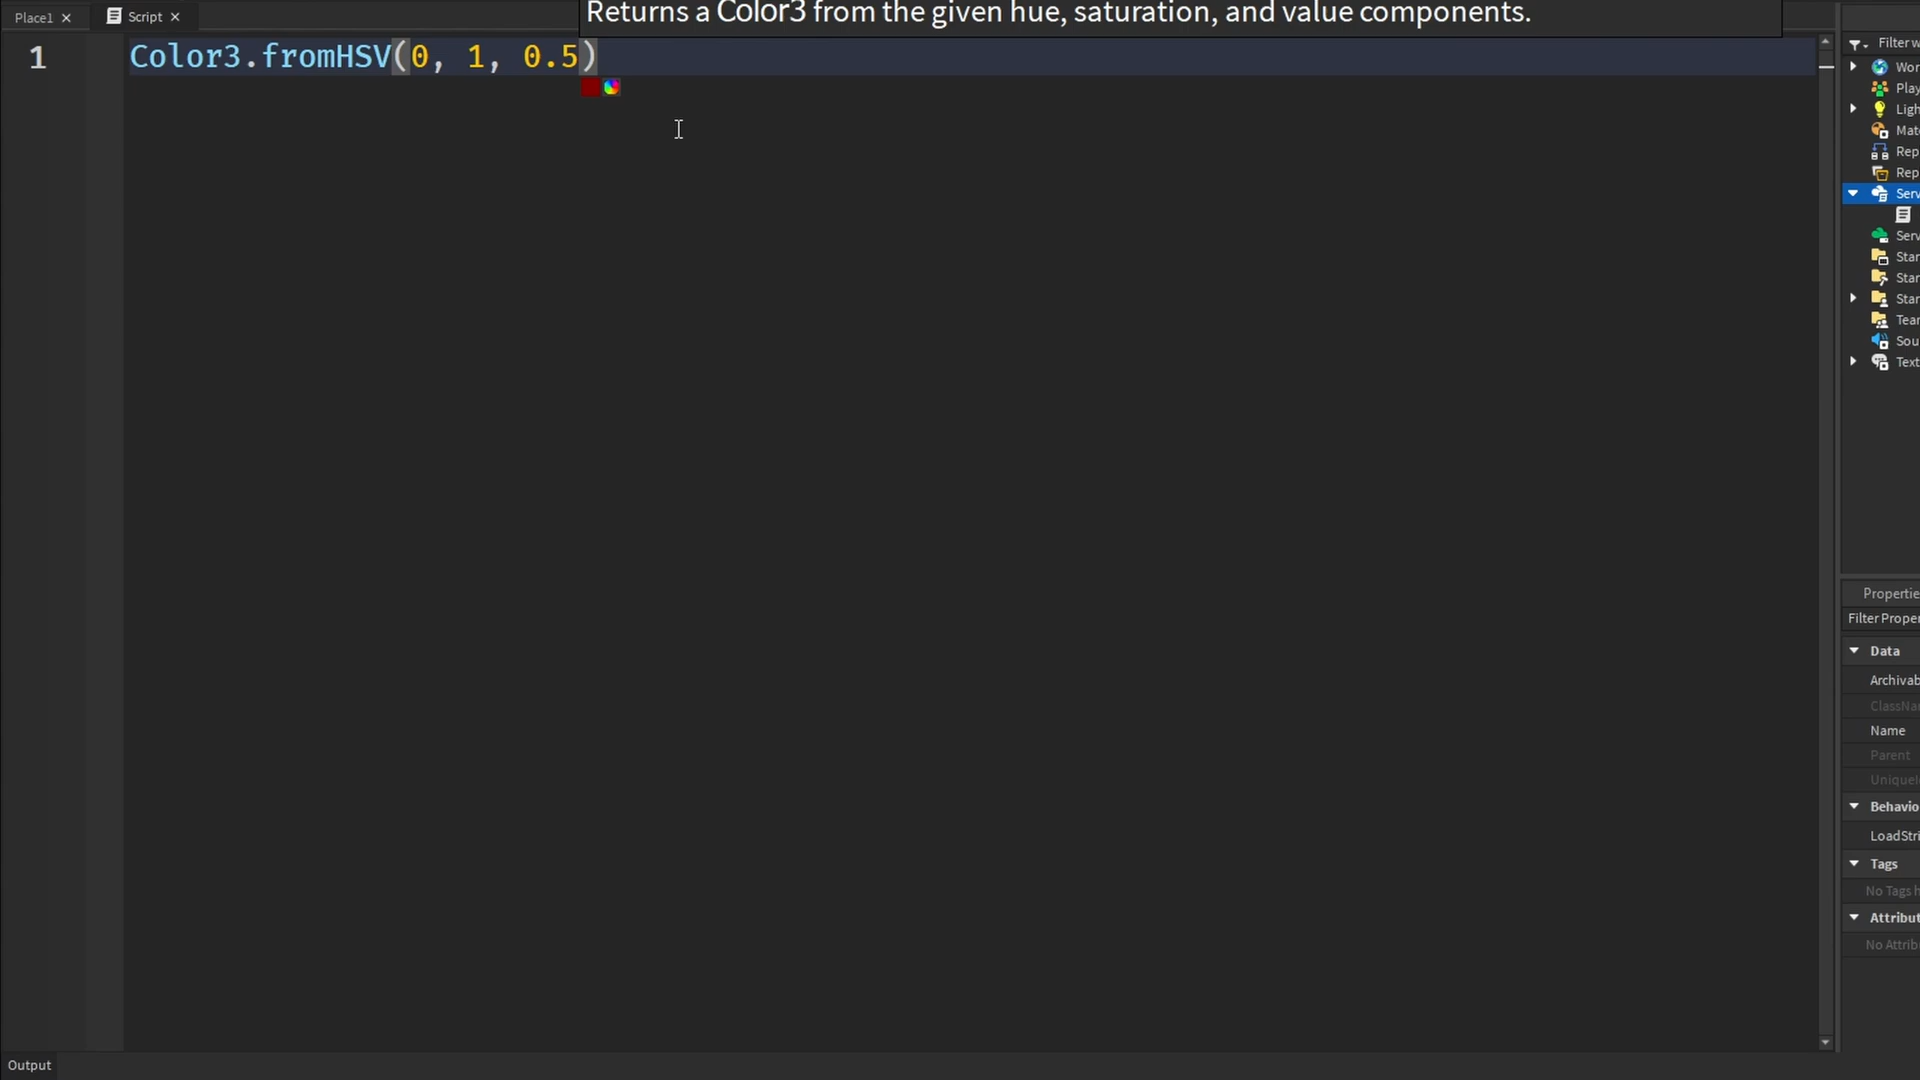 Place1
Script
Returns a Color3 from the given hue, saturation, and value components.
1
Color3.fromHSV(0, 1, 0.5)
Filter w
Wor
Play
Ligh
Mate
Rep
Rep
Serv
Serv
Star
Star
Star
Tear
Sou
Text
Propertie
Filter Proper
Data
Archivab
ClassNa
Name
Parent
UniqueI
Behavio
LoadStri
Tags
No Tags h
Attribut
No Attrib
Output